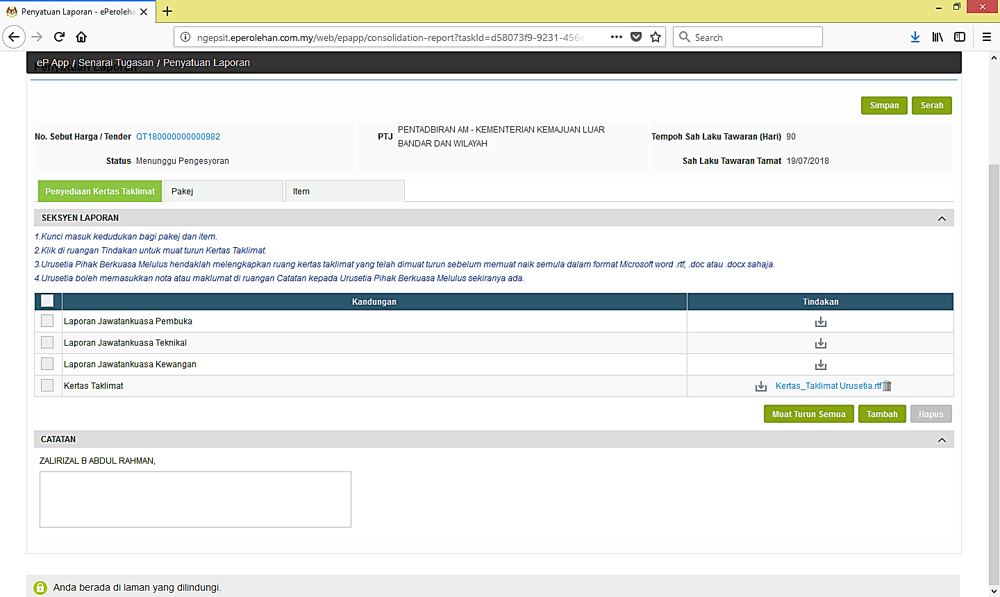 Penyatuan Laporan - ePeroleha
ngepsit.eperolehan.com.my/web/epapp/consolidation-report?taskId=d58073f9-9231-456e
Search
eP App / Senarai Tugasan / Penyatuan Laporan
Penyatuan Laporan
Simpan Serah
No. Sebut Harga / Tender QT180000000000982
PTJ PENTADBIRAN AM - KEMENTERIAN KEMAJUAN LUAR
BANDAR DAN WILAYAH
Tempoh Sah Laku Tawaran (Hari) 90
Status Menunggu Pengesyoran
Sah Laku Tawaran Tamat 19/07/2018
Penyediaan Kertas Taklimat Pakej Item
SEKSYEN LAPORAN
1.Kunci masuk kedudukan bagi pakej dan item.
2.Klik di ruangan Tindakan untuk muat turun Kertas Taklimat.
3.Urusetia Pihak Berkuasa Melulus hendaklah melengkapkan ruang kertas taklimat yang telah dimuat turun sebelum memuat naik semula dalam format Microsoft word .rtf, .doc atau .docx sahaja.
4.Urusetia boleh memasukkan nota atau maklumat di ruangan Catatan kepada Urusetia Pihak Berkuasa Melulus sekiranya ada.
Kandungan Tindakan
Laporan Jawatankuasa Pembuka
Laporan Jawatankuasa Teknikal
Laporan Jawatankuasa Kewangan
Kertas Taklimat Kertas_Taklimat Urusetia.rtf
Muat Turun Semua Tambah Hapus
CATATAN
ZALIRIZAL B ABDUL RAHMAN,
Anda berada di laman yang dilindungi.